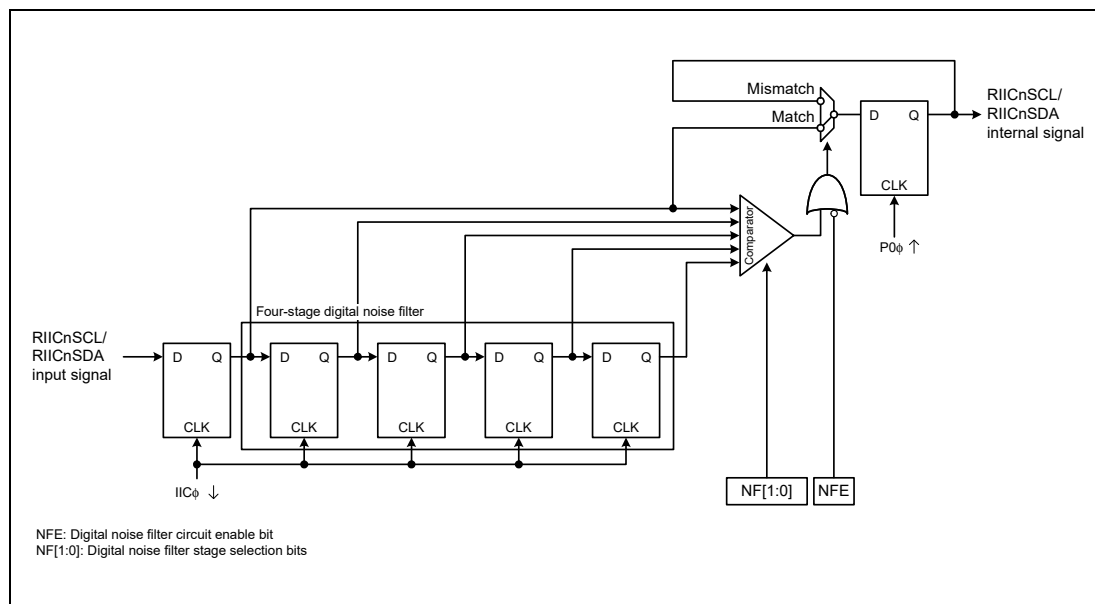 Mismatch
Match
RIICnSCL/
RIICnSDA
internal signal
D Q
CLK
Comparator
P0ϕ ↑
Four-stage digital noise filter
RIICnSCL/
RIICnSDA
input signal
D Q D Q D Q D Q D Q
CLK CLK CLK CLK CLK
IICϕ ↓
NF[1:0] NFE
NFE: Digital noise filter circuit enable bit
NF[1:0]: Digital noise filter stage selection bits